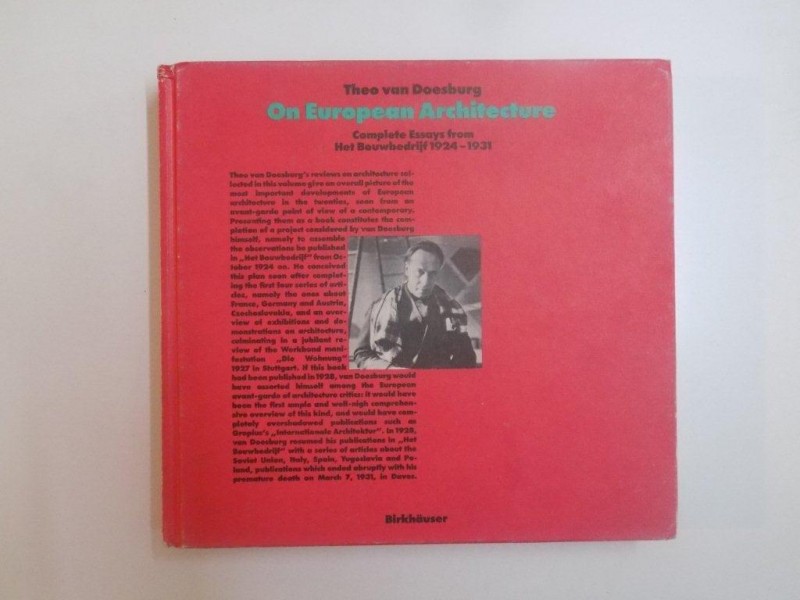 Theo van Doesburg
On European Architecture
Complete Essays from
Het Bouwbedrijf 1924–1931
Theo van Doesburg's reviews on architecture col-
lected in this volume give an overall picture of the
most important developments of European
architecture in the twenties, seen from an
avant-garde point of view of a contemporary.
Presenting them as a book constitutes the com-
pletion of a project considered by van Doesburg
himself, namely to assemble
the observations he published
in „Het Bouwbedrijf" from Oc-
tober 1924 on. He conceived
this plan soon after complet-
ing the first four series of arti-
cles, namely the ones about
France, Germany and Austria,
Czechoslovakia, and an over-
view of exhibitions and de-
monstrations on architecture,
culminating in a jubilant re-
view of the Werkbund mani-
festation „Die Wohnung"
1927 in Stuttgart. If this book
had been published in 1928, van Doesburg would
have asserted himself among the European
avant-garde of architecture critics: it would have
been the first ample and well-nigh comprehen-
sive overview of this kind, and would have com-
pletely overshadowed publications such as
Gropius's „Internationale Architektur". In 1928,
van Doesburg resumed his publications in „Het
Bouwbedrijf" with a series of articles about the
Soviet Union, Italy, Spain, Yugoslavia and Po-
land, publications which ended abruptly with his
premature death on March 7, 1931, in Davos.
Birkhäuser